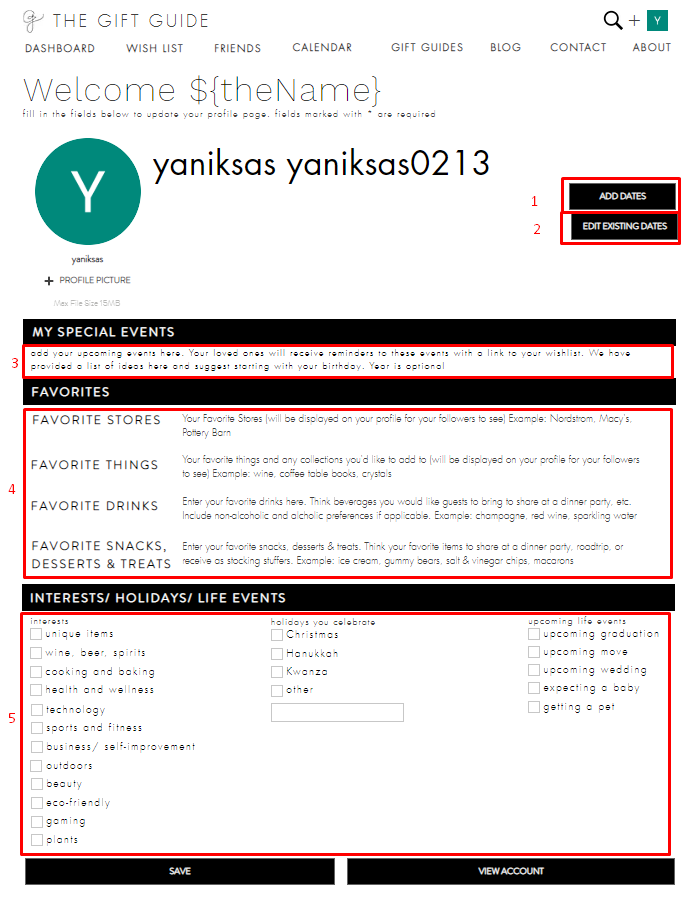 THE GIFT GUIDE
Y
DASHBOARD WISH LIST FRIENDS CALENDAR GIFT GUIDES BLOG CONTACT ABOUT
Welcome ${theName}
fill in the fields below to update your profile page. fields marked with * are required
Y
yaniksas yaniksas0213
1
ADD DATES
2
EDIT EXISTING DATES
yaniksas
+ PROFILE PICTURE
Max File Size 15MB
MY SPECIAL EVENTS
3
add your upcoming events here. Your loved ones will receive reminders to these events with a link to your wishlist. We have
provided a list of ideas here and suggest starting with your birthday. Year is optional
FAVORITES
FAVORITE STORES
Your Favorite Stores (will be displayed on your profile for your followers to see) Example: Nordstrom, Macy's,
Pottery Barn
FAVORITE THINGS
Your favorite things and any collections you'd like to add to (will be displayed on your profile for your followers
to see) Example: wine, coffee table books, crystals
4
FAVORITE DRINKS
Enter your favorite drinks here. Think beverages you would like guests to bring to share at a dinner party, etc.
Include non-alcoholic and alcholic preferences if applicable. Example: champagne, red wine, sparkling water
FAVORITE SNACKS,
DESSERTS & TREATS
Enter your favorite snacks, desserts & treats. Think your favorite items to share at a dinner party, roadtrip, or
receive as stocking stuffers. Example: ice cream, gummy bears, salt & vinegar chips, macarons
INTERESTS/ HOLIDAYS/ LIFE EVENTS
5
interests
unique items
wine, beer, spirits
cooking and baking
health and wellness
technology
sports and fitness
business/ self-improvement
outdoors
beauty
eco-friendly
gaming
plants
holidays you celebrate
Christmas
Hanukkah
Kwanza
other
upcoming life events
upcoming graduation
upcoming move
upcoming wedding
expecting a baby
getting a pet
SAVE
VIEW ACCOUNT